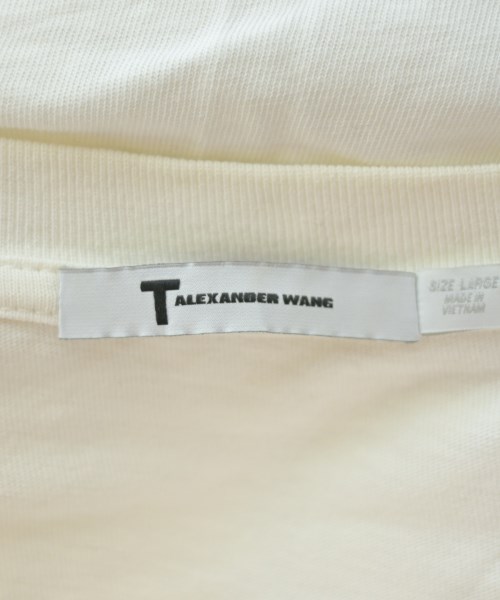 T ALEXANDER WANG
SIZE LARGE
MADE IN
VIETNAM